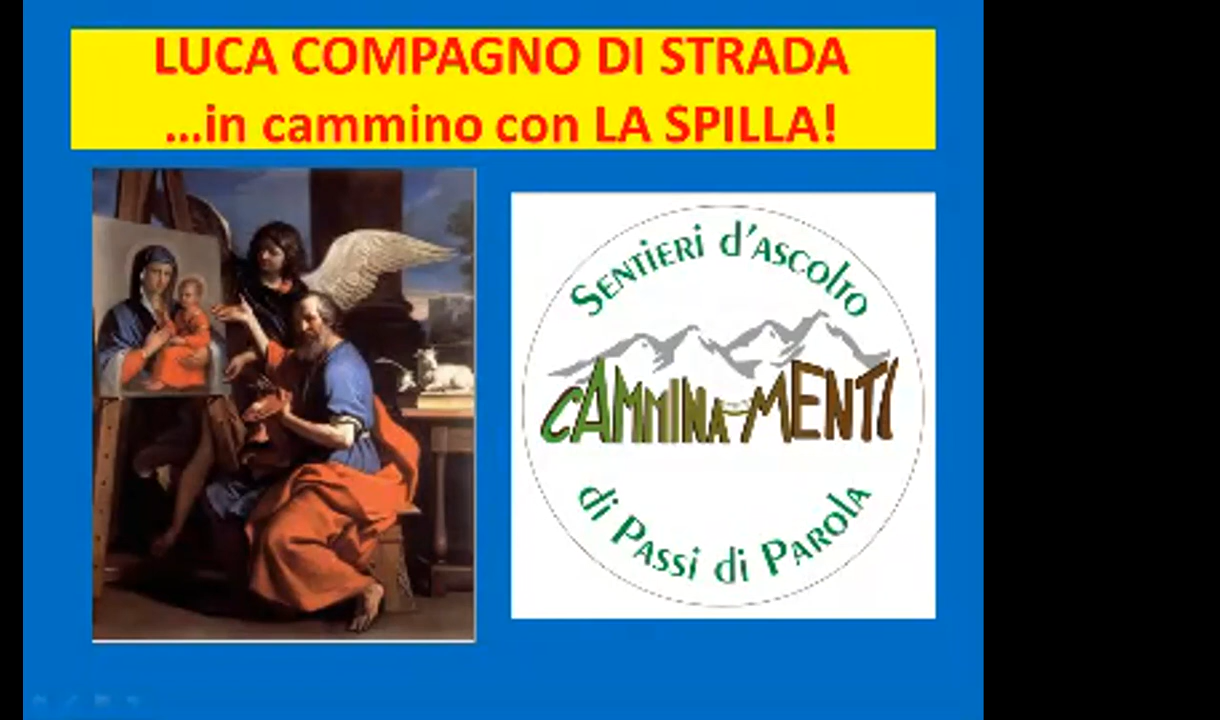 LUCA COMPAGNO DI STRADA
...in cammino con LA SPILLA!
SENTIERI d'ASCOLTO
CAMMINA-MENTI
di PASSI di PAROLA